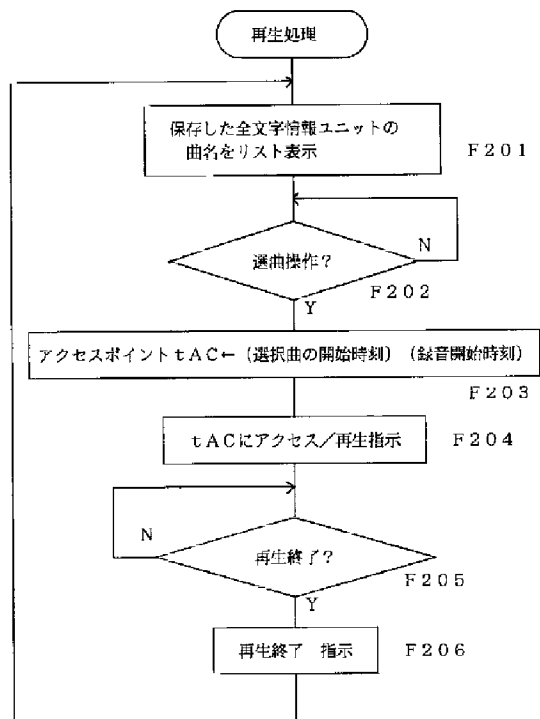 再生処理
保存した全文字情報ユニットの
曲名をリスト表示
F201
選曲操作？
N
F202
Y
アクセスポイントtAC←(選択曲の開始時刻)(録音開始時刻)
F203
tACにアクセス／再生指示
F204
N
再生終了？
F205
Y
再生終了 指示
F206